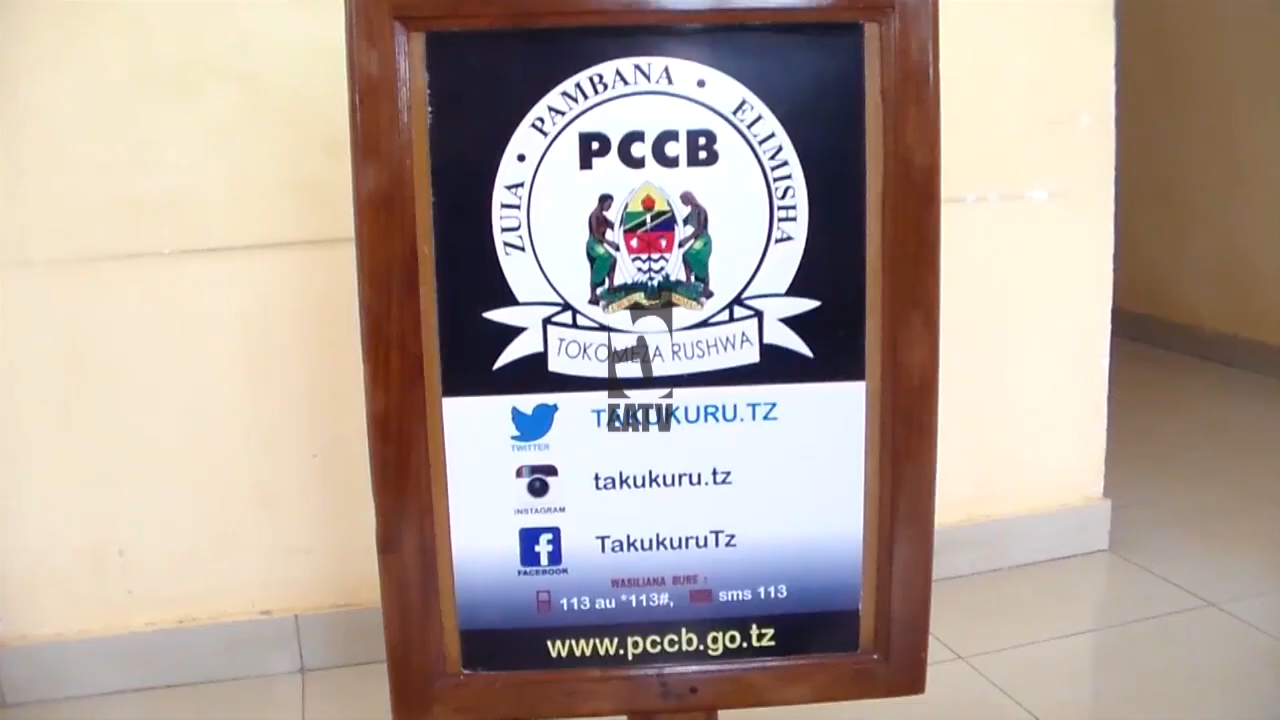 ZUIA • PAMBANA • ELIMISHA
PCCB
TOKOMEZA RUSHWA
EATV
TWITTER
TAKUKURU.TZ
INSTAGRAM
takukuru.tz
FACEBOOK
TakukuruTz
WASILIANA BURE :
113 au *113#, sms 113
www.pccb.go.tz